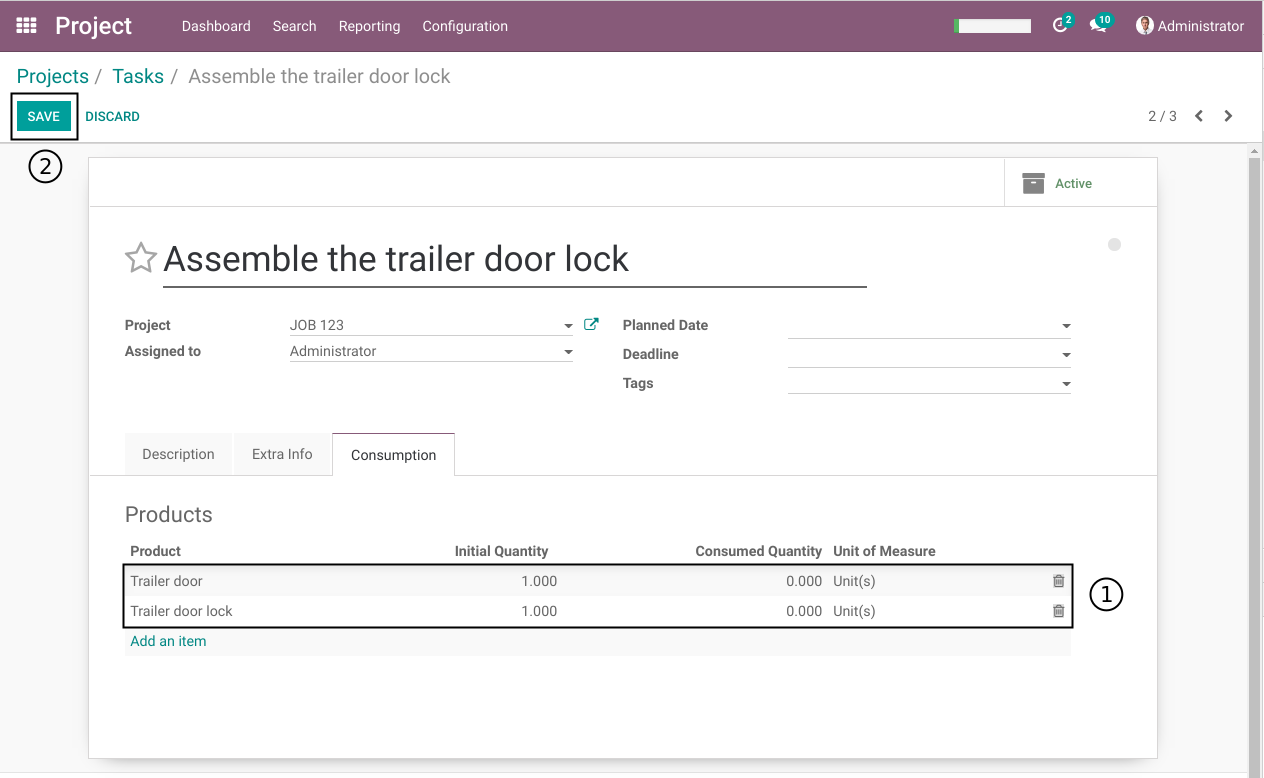 Project Dashboard Search Reporting Configuration 2 10 Administrator
Projects / Tasks / Assemble the trailer door lock
SAVE DISCARD 2 / 3
2
Active
Assemble the trailer door lock
Project JOB 123 Planned Date
Assigned to Administrator Deadline
Tags
Description Extra Info Consumption
Products
Product Initial Quantity Consumed Quantity Unit of Measure
Trailer door 1.000 0.000 Unit(s)
1
Trailer door lock 1.000 0.000 Unit(s)
Add an item